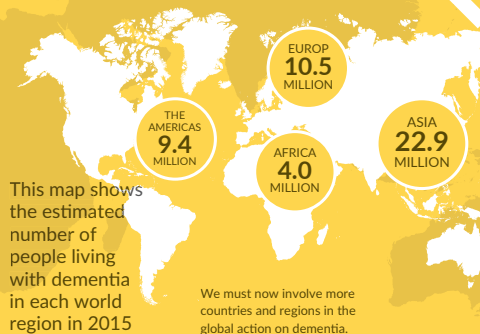 EUROP
10.5
MILLION
THE
AMERICAS
9.4
MILLION
ASIA
22.9
MILLION
AFRICA
4.0
MILLION
This map shows
the estimated
number of
people living
with dementia
in each world
region in 2015
We must now involve more
countries and regions in the
global action on dementia.